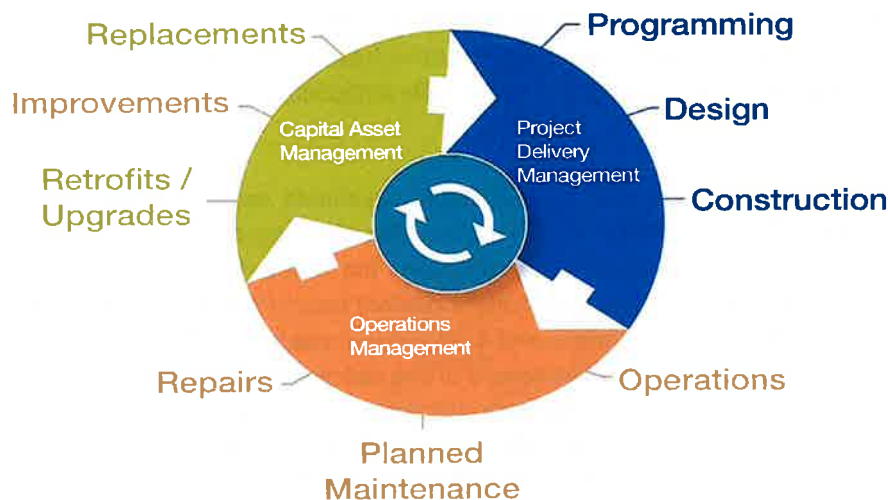 Replacements
Programming
Improvements
Design
Capital Asset
Management
Project
Delivery
Management
Retrofits /
Upgrades
Construction
Operations
Management
Repairs
Operations
Planned
Maintenance